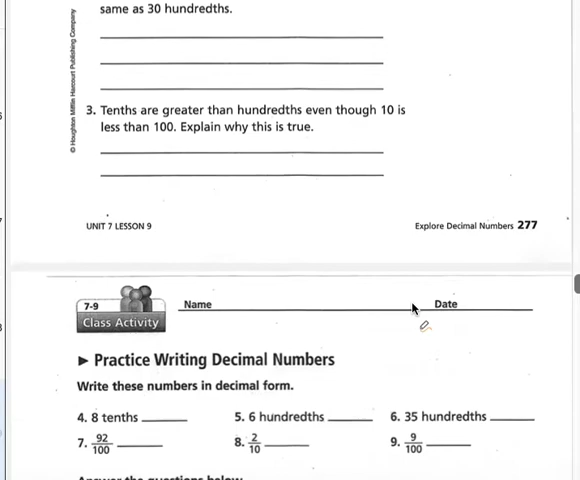 same as 30 hundredths.
© Houghton Mifflin Harcourt Publishing Company
3. Tenths are greater than hundredths even though 10 is
less than 100. Explain why this is true.
UNIT 7 LESSON 9
Explore Decimal Numbers 277
7-9
Class Activity
Name
Date
► Practice Writing Decimal Numbers
Write these numbers in decimal form.
4. 8 tenths 5. 6 hundredths 6. 35 hundredths
7. 92/100 8. 2/10 9. 9/100